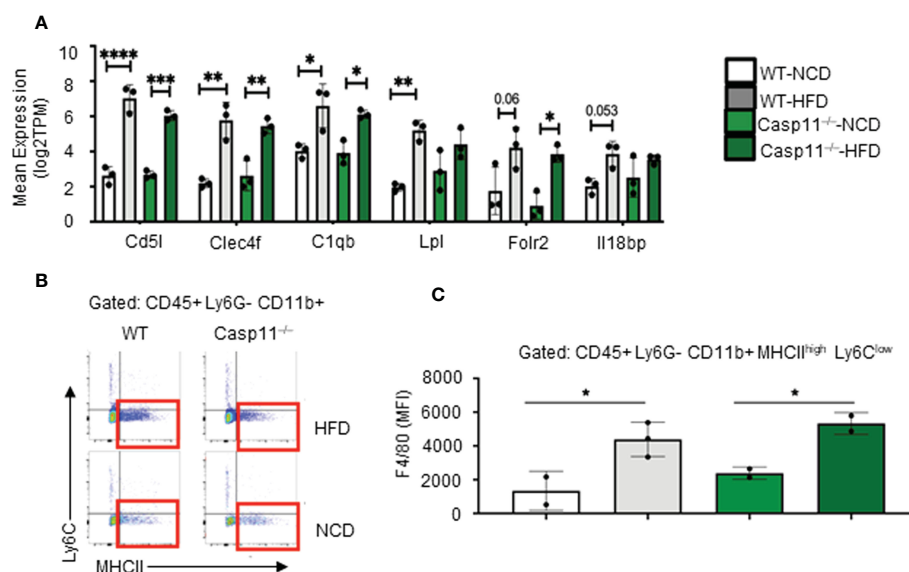 A
Mean Expression
(log2TPM)
10
8
6
4
2
0
**** *** ** ** * * ** 0.06 * 0.053
Cd5l Clec4f C1qb Lpl Folr2 Il18bp
WT-NCD
WT-HFD
Casp11-/--NCD
Casp11-/--HFD
B
Gated: CD45+ Ly6G- CD11b+
WT Casp11-/-
HFD
NCD
Ly6C
MHCII
C
Gated: CD45+ Ly6G- CD11b+ MHCIIhigh Ly6Clow
F4/80 (MFI)
8000
6000
4000
2000
0
* *